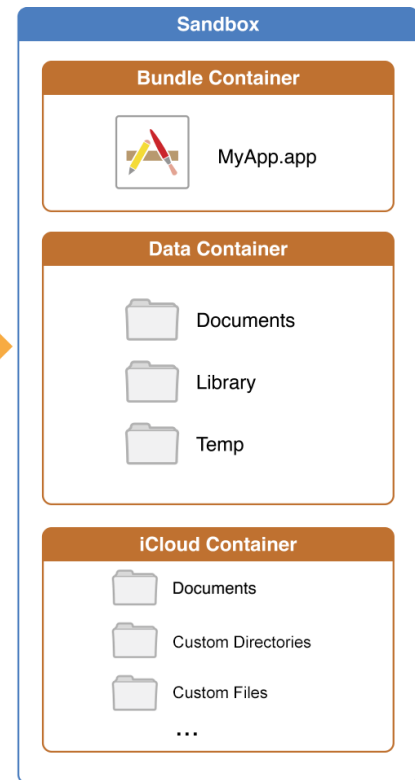 Sandbox
Bundle Container
MyApp.app
Data Container
Documents
Library
Temp
iCloud Container
Documents
Custom Directories
Custom Files
...